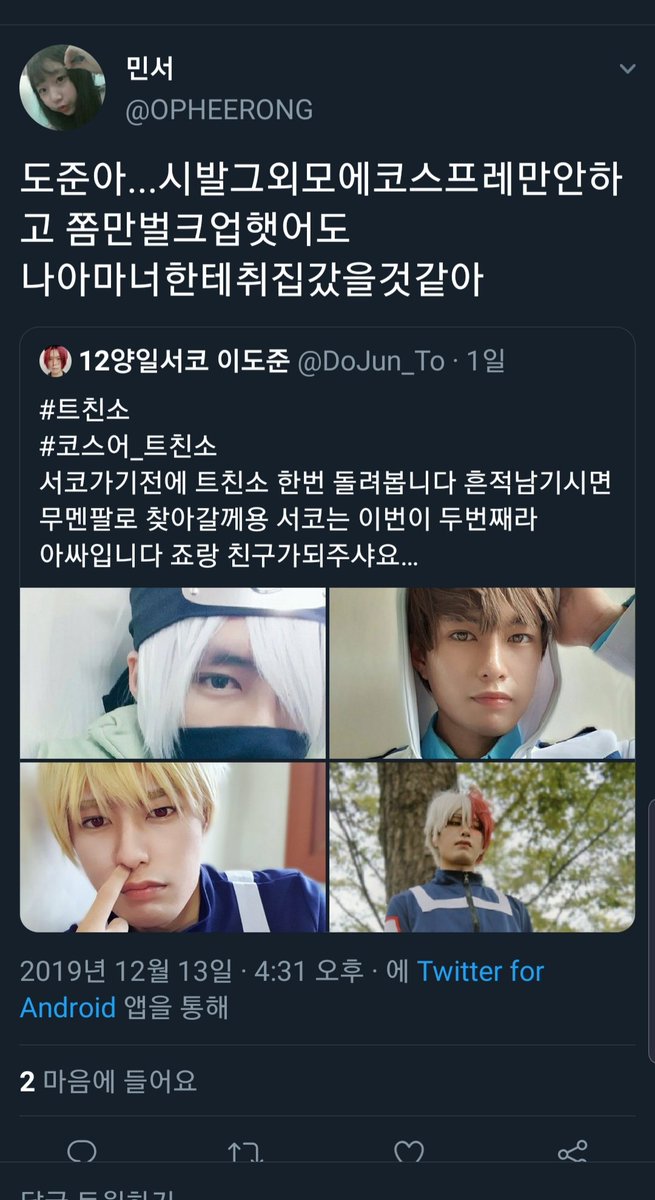 민서
@OPHEERONG
도준아...시발그외모에코스프레만안하
고 쫌만벌크업햇어도
나아마너한테취집갔을것같아
12양일서코 이도준 @DoJun_To · 1일
#트친소
#코스어_트친소
서코가기전에 트친소 한번 돌려봅니다 흔적남기시면
무멘팔로 찾아갈께용 서코는 이번이 두번째라
아싸입니다 죠랑 친구가되주샤요...
2019년 12월 13일 · 4:31 오후 · 에 Twitter for
Android 앱을 통해
2 마음에 들어요